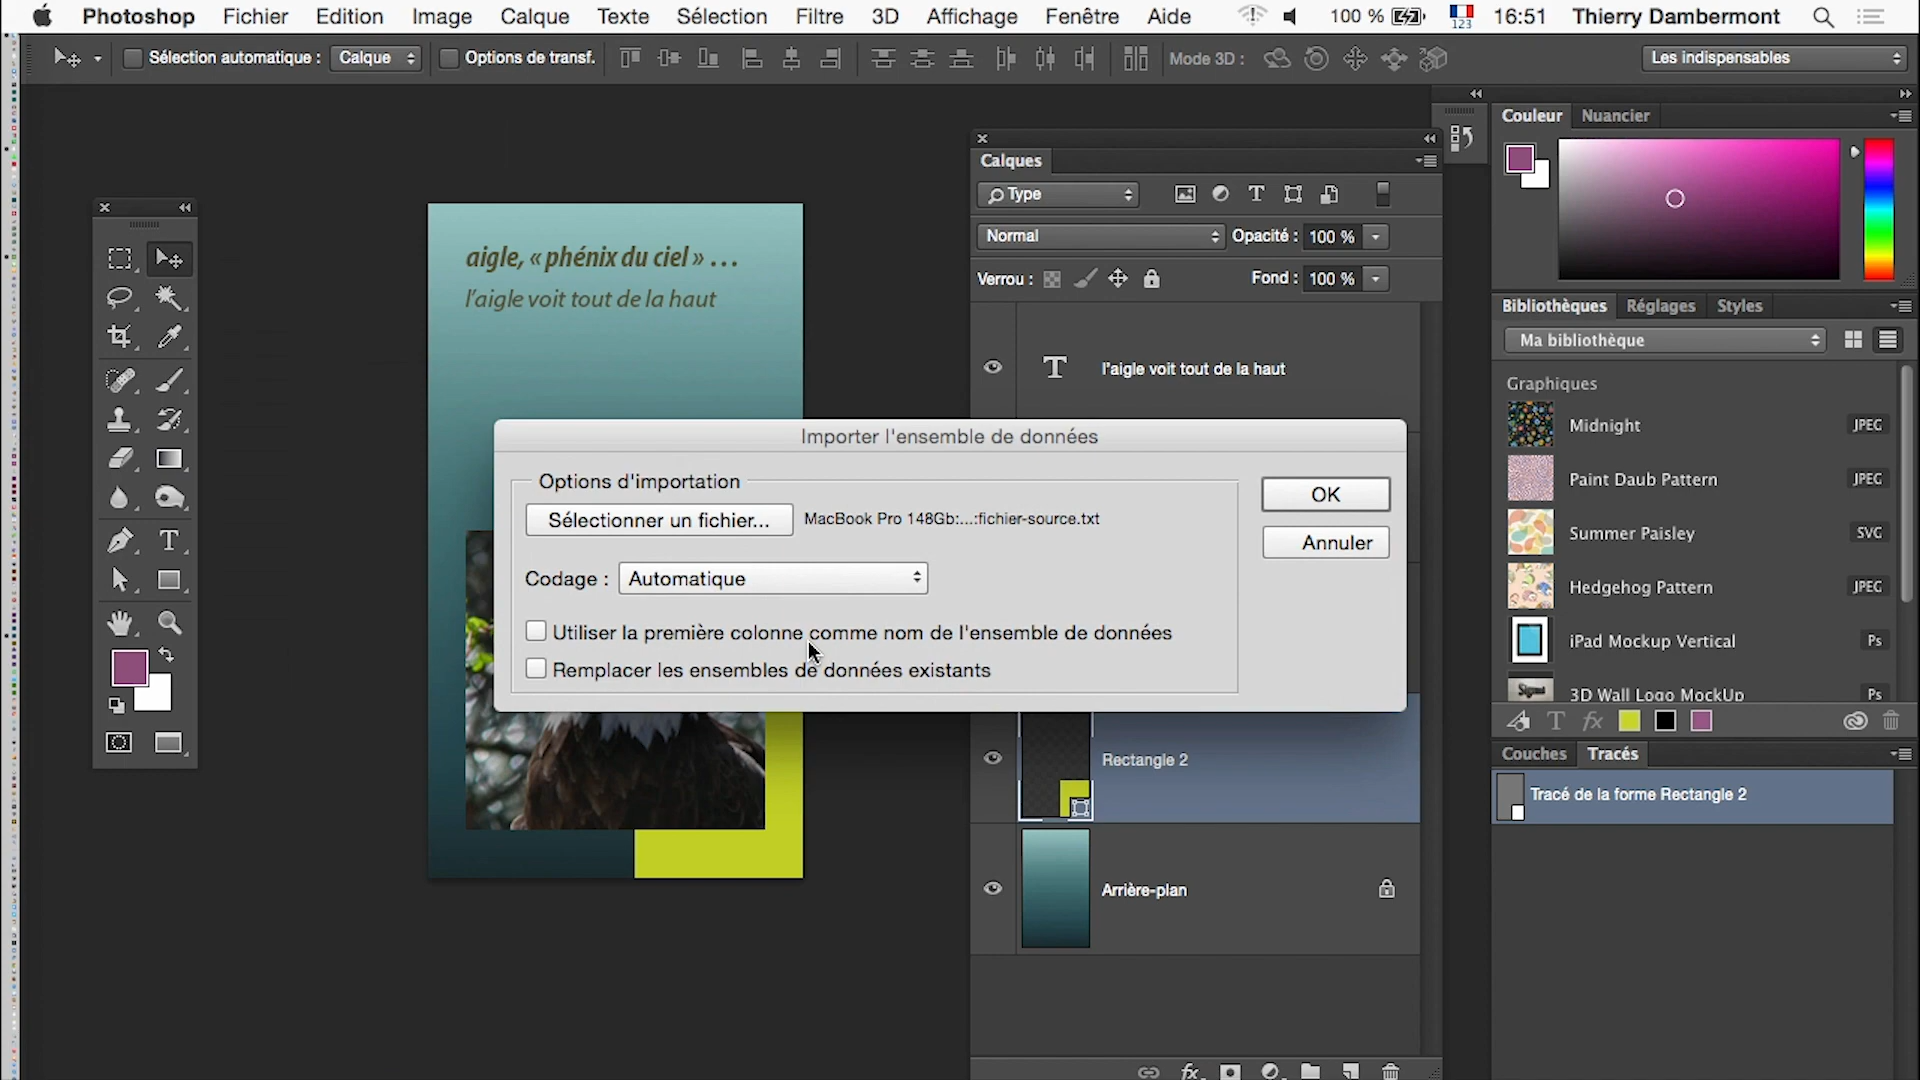 Photoshop Fichier Edition Image Calque Texte Sélection Filtre 3D Affichage Fenêtre Aide 100 % 123 16:51 Thierry Dambermont
Sélection automatique : Calque Options de transf. Mode 3D : Les indispensables
Couleur Nuancier
Calques
Type
Normal Opacité : 100 %
Verrou : Fond : 100 %
aigle, « phénix du ciel » …
l'aigle voit tout de la haut
T l'aigle voit tout de la haut
Bibliothèques Réglages Styles
Ma bibliothèque
Graphiques
Midnight JPEG
Paint Daub Pattern JPEG
Summer Paisley SVG
Hedgehog Pattern JPEG
iPad Mockup Vertical Ps
3D Wall Logo MockUp Ps
Importer l'ensemble de données
Options d'importation
Sélectionner un fichier... MacBook Pro 148Gb:...:fichier-source.txt
OK
Annuler
Codage : Automatique
Utiliser la première colonne comme nom de l'ensemble de données
Remplacer les ensembles de données existants
Rectangle 2
Arrière-plan
Couches Tracés
Tracé de la forme Rectangle 2